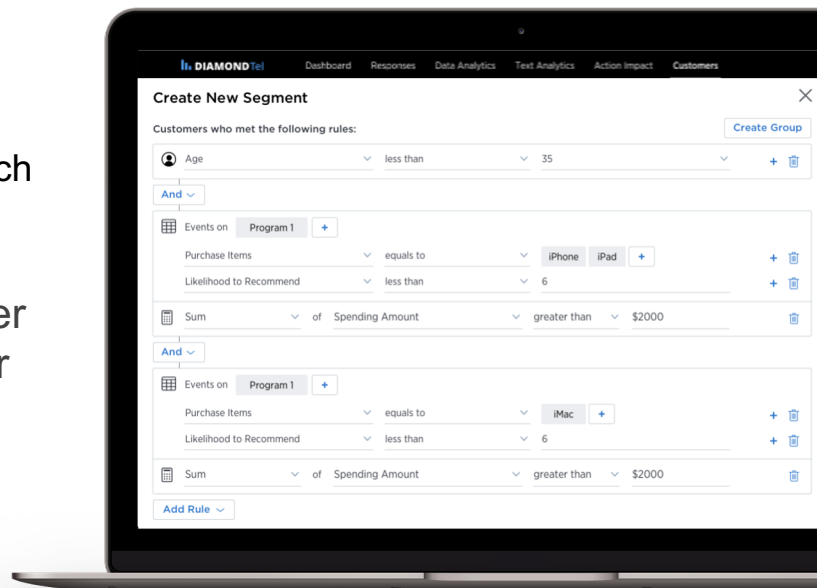 DIAMONDTel Dashboard Responses Data Analytics Text Analytics Action Impact Customers
Create New Segment
Customers who met the following rules: Create Group
Age less than 35 +
And
Events on Program 1 +
Purchase Items equals to iPhone iPad + +
Likelihood to Recommend less than 6 +
Sum of Spending Amount greater than $2000
And
Events on Program 1 +
Purchase Items equals to iMac + +
Likelihood to Recommend less than 6 +
Sum of Spending Amount greater than $2000
Add Rule
ch
er
r